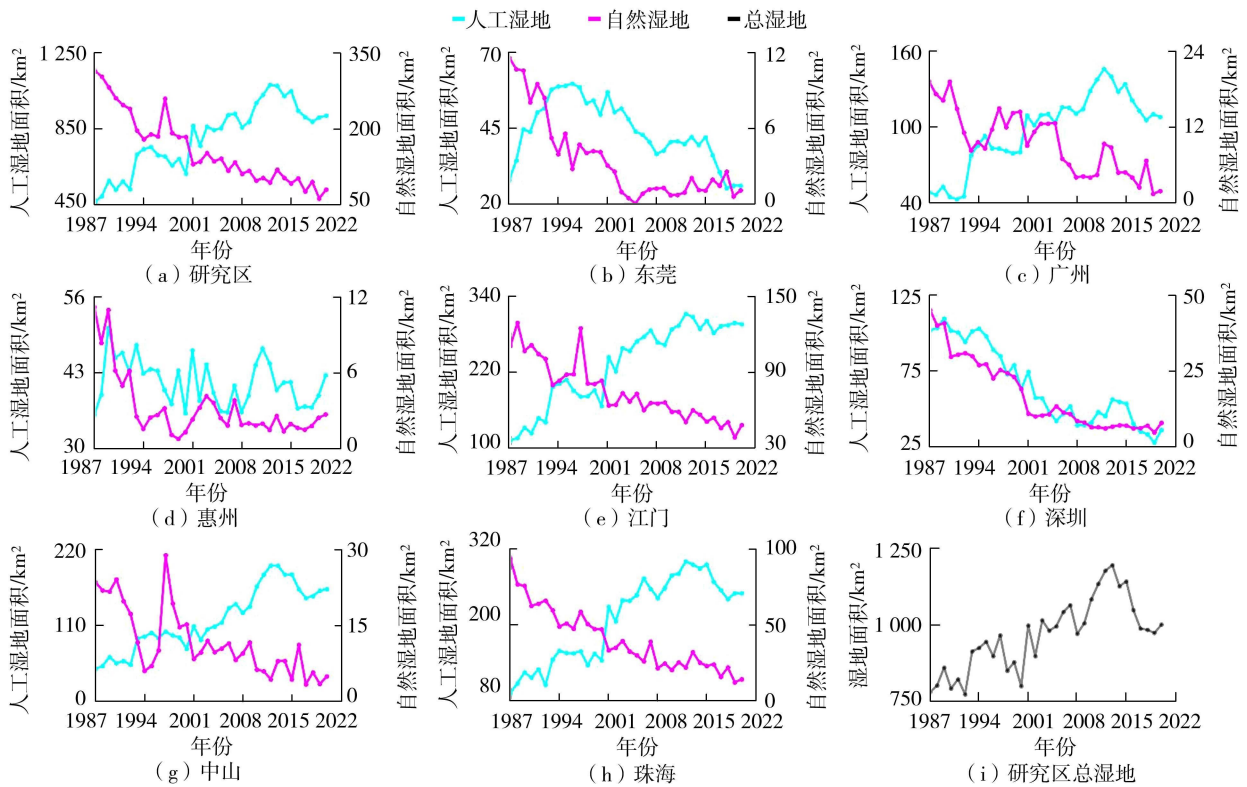 人工湿地 自然湿地 总湿地
人工湿地面积/km²
1 250
850
450
自然湿地面积/km²
350
200
50
1987 1994 2001 2008 2015 2022
年份
(a)研究区
人工湿地面积/km²
70
45
20
自然湿地面积/km²
12
6
0
1987 1994 2001 2008 2015 2022
年份
(b)东莞
人工湿地面积/km²
160
100
40
自然湿地面积/km²
24
12
0
1987 1994 2001 2008 2015 2022
年份
(c)广州
人工湿地面积/km²
56
43
30
自然湿地面积/km²
12
6
0
1987 1994 2001 2008 2015 2022
年份
(d)惠州
人工湿地面积/km²
340
220
100
自然湿地面积/km²
150
90
30
1987 1994 2001 2008 2015 2022
年份
(e)江门
人工湿地面积/km²
125
75
25
自然湿地面积/km²
50
25
0
1987 1994 2001 2008 2015 2022
年份
(f)深圳
人工湿地面积/km²
220
110
0
自然湿地面积/km²
30
15
0
1987 1994 2001 2008 2015 2022
年份
(g)中山
人工湿地面积/km²
320
200
80
自然湿地面积/km²
100
50
0
1987 1994 2001 2008 2015 2022
年份
(h)珠海
湿地面积/km²
1 250
1 000
750
1987 1994 2001 2008 2015 2022
年份
(i)研究区总湿地